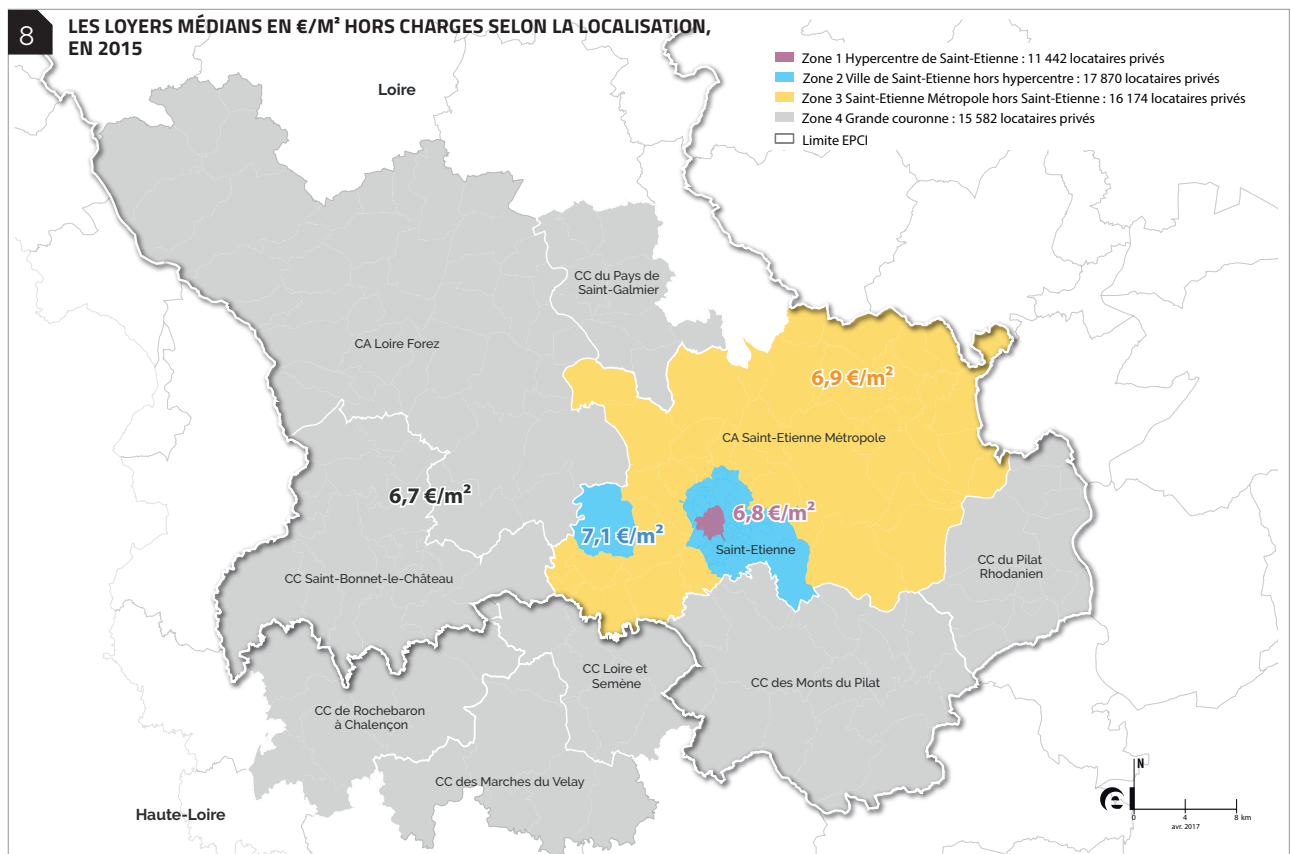 8
LES LOYERS MÉDIANS EN €/M² HORS CHARGES SELON LA LOCALISATION,
EN 2015
Zone 1 Hypercentre de Saint-Etienne : 11 442 locataires privés
Zone 2 Ville de Saint-Etienne hors hypercentre : 17 870 locataires privés
Zone 3 Saint-Etienne Métropole hors Saint-Etienne : 16 174 locataires privés
Zone 4 Grande couronne : 15 582 locataires privés
Limite EPCI
Loire
CC du Pays de
Saint-Galmier
CA Loire Forez
6,9 €/m²
CA Saint-Etienne Métropole
6,7 €/m²
6,8 €/m²
7,1 €/m²
Saint-Etienne
CC du Pilat
Rhodanien
CC Saint-Bonnet-le-Château
CC Loire et
Semène
CC des Monts du Pilat
CC de Rochebaron
à Chalençon
CC des Marches du Velay
Haute-Loire
N
0 4 8 km
avr. 2017